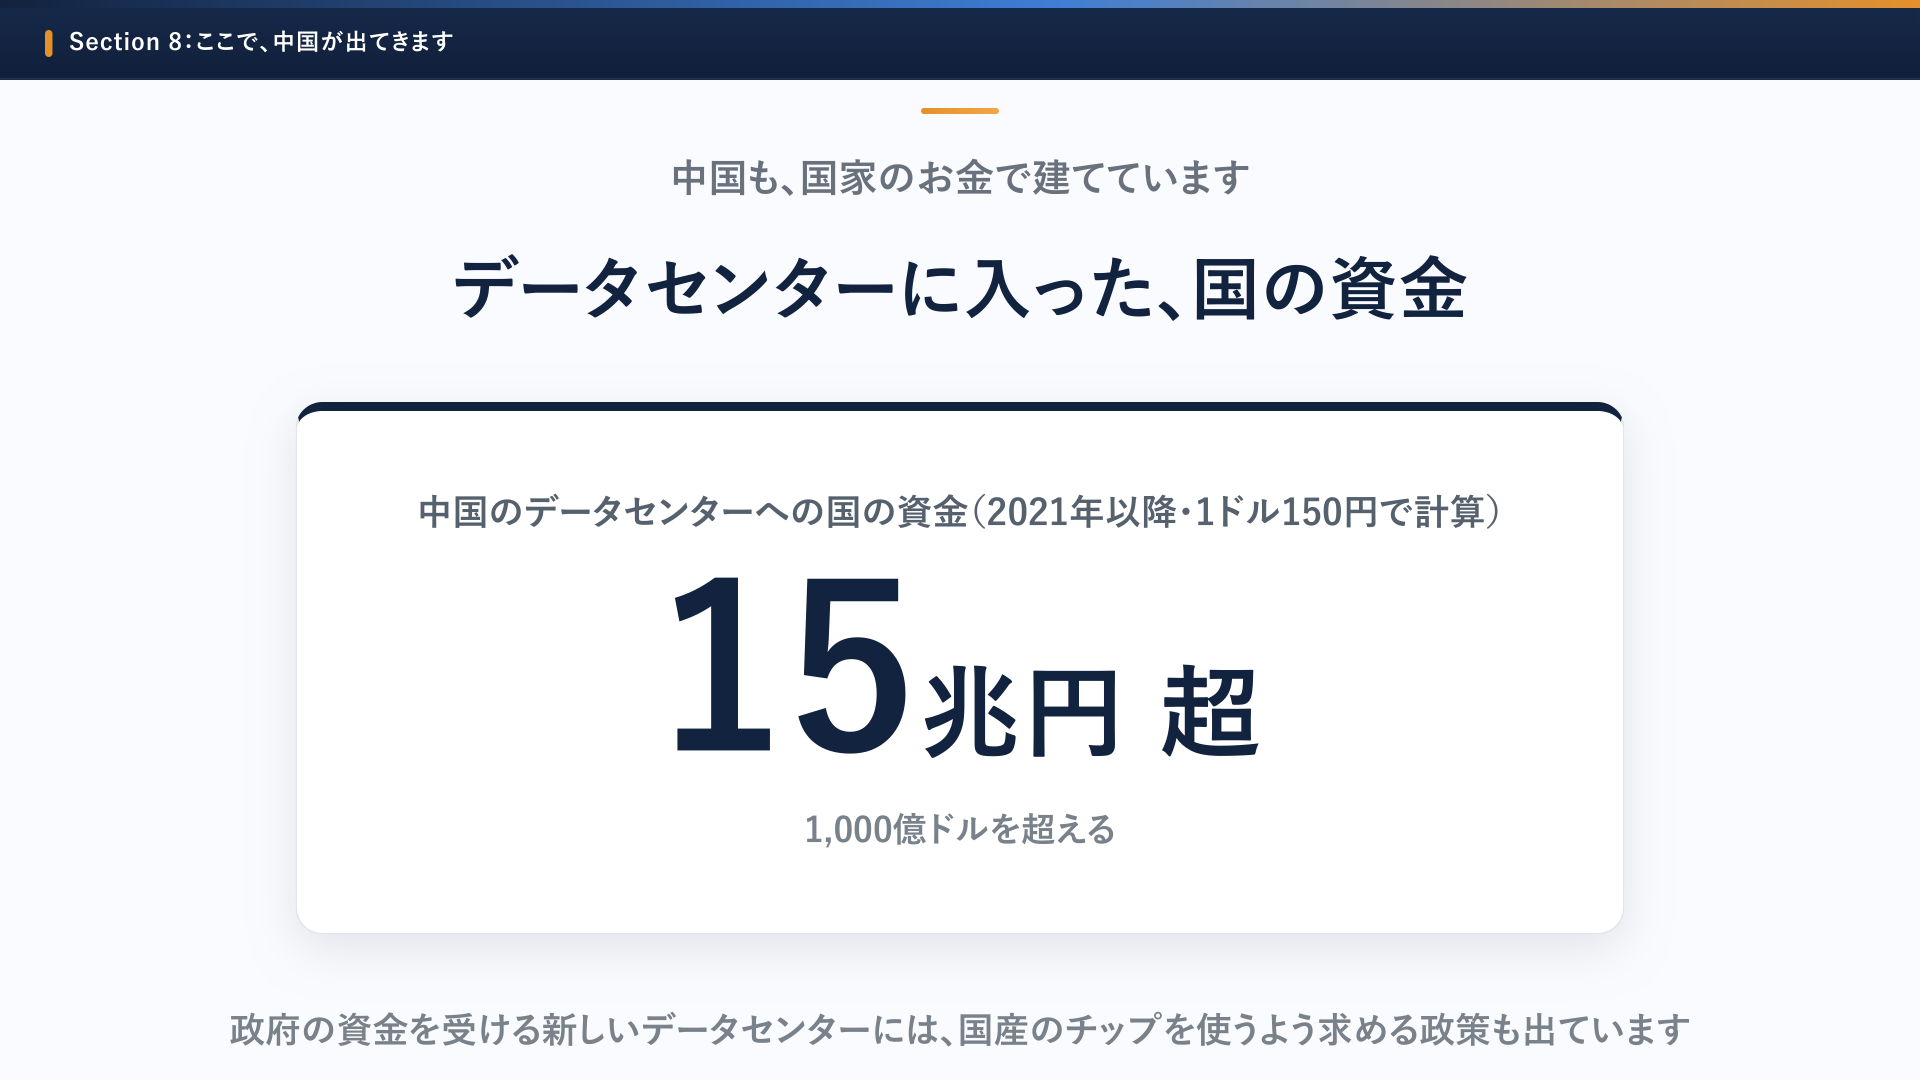 Section 8：ここで、中国が出てきます
中国も、国家のお金で建てています
データセンターに入った、国の資金
中国のデータセンターへの国の資金（2021年以降・1ドル150円で計算）
15兆円 超
1,000億ドルを超える
政府の資金を受ける新しいデータセンターには、国産のチップを使うよう求める政策も出ています